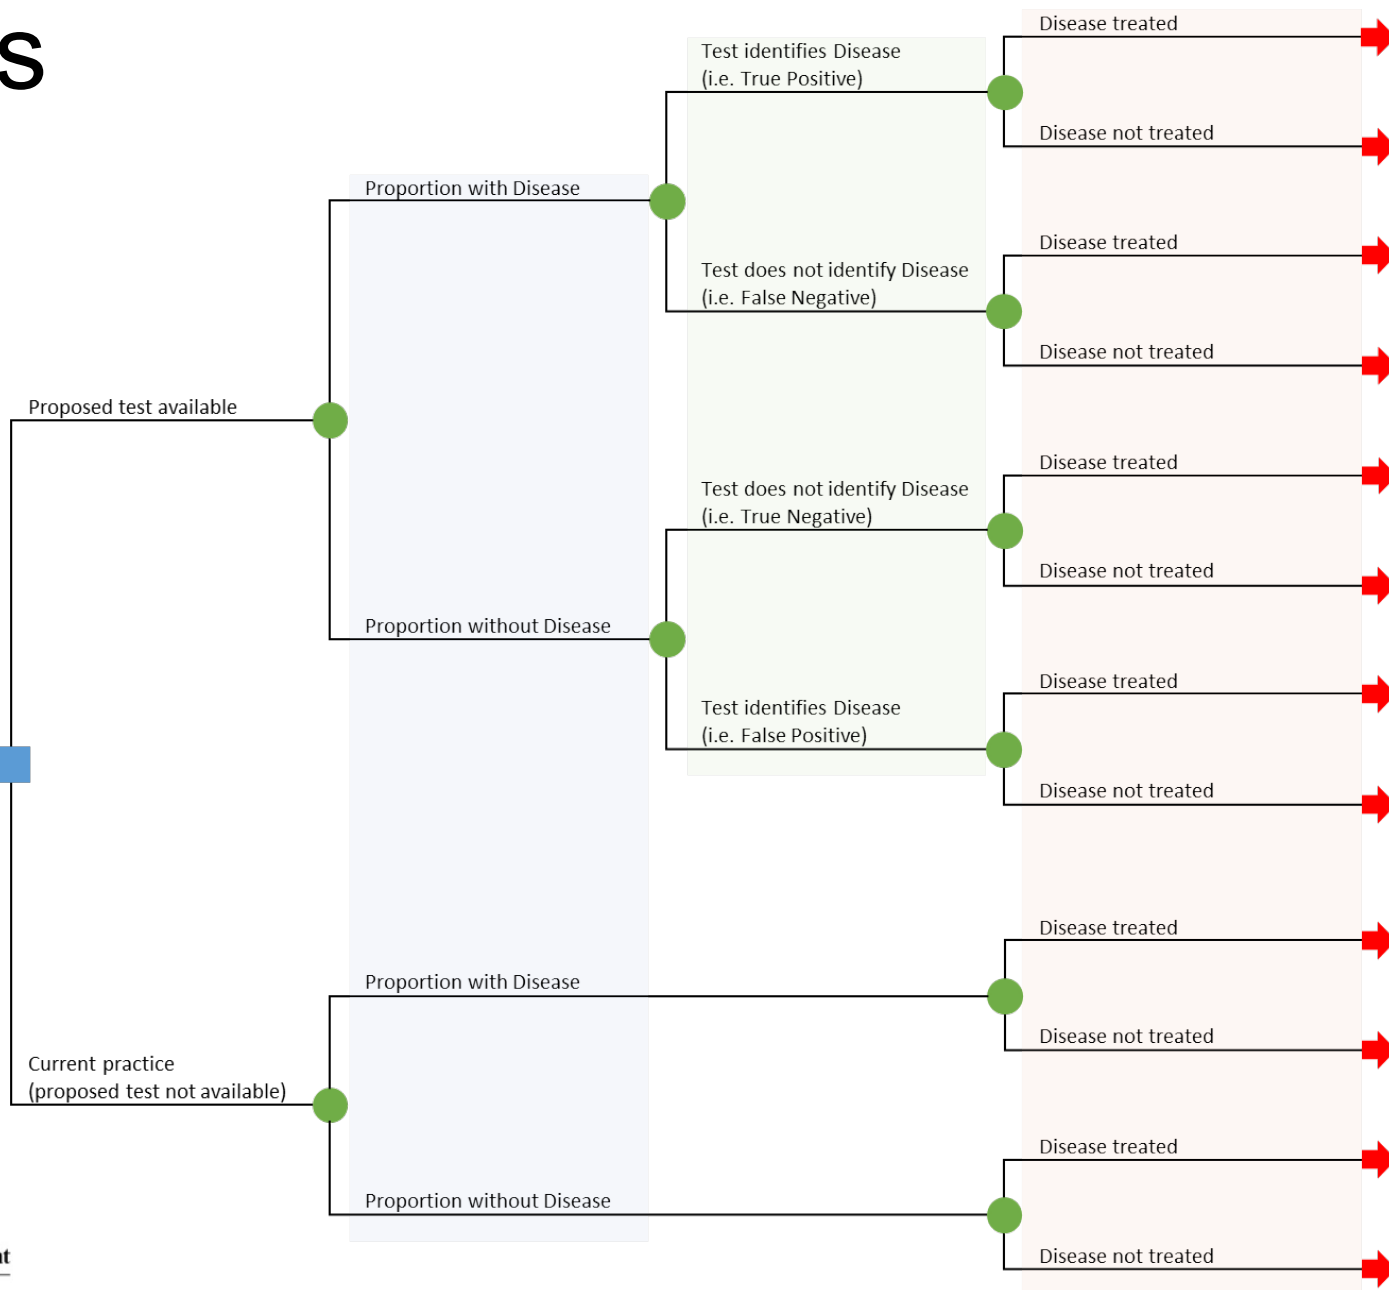 s
Disease treated
Test identifies Disease
(i.e. True Positive)
Disease not treated
Proportion with Disease
Disease treated
Test does not identify Disease
(i.e. False Negative)
Disease not treated
Proposed test available
Disease treated
Test does not identify Disease
(i.e. True Negative)
Disease not treated
Proportion without Disease
Disease treated
Test identifies Disease
(i.e. False Positive)
Disease not treated
Disease treated
Proportion with Disease
Disease not treated
Current practice
(proposed test not available)
Disease treated
Proportion without Disease
Disease not treated